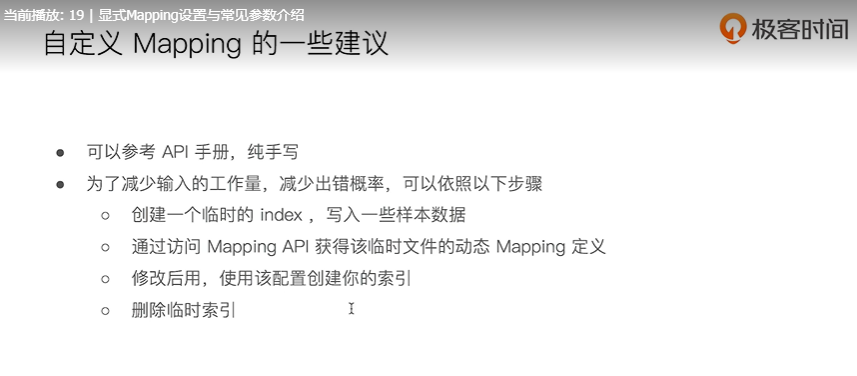 当前播放: 19 | 显式Mapping设置与常见参数介绍
极客时间
自定义 Mapping 的一些建议
● 可以参考 API 手册，纯手写
● 为了减少输入的工作量，减少出错概率，可以依照以下步骤
○ 创建一个临时的 index ，写入一些样本数据
○ 通过访问 Mapping API 获得该临时文件的动态 Mapping 定义
○ 修改后用，使用该配置创建你的索引
○ 删除临时索引